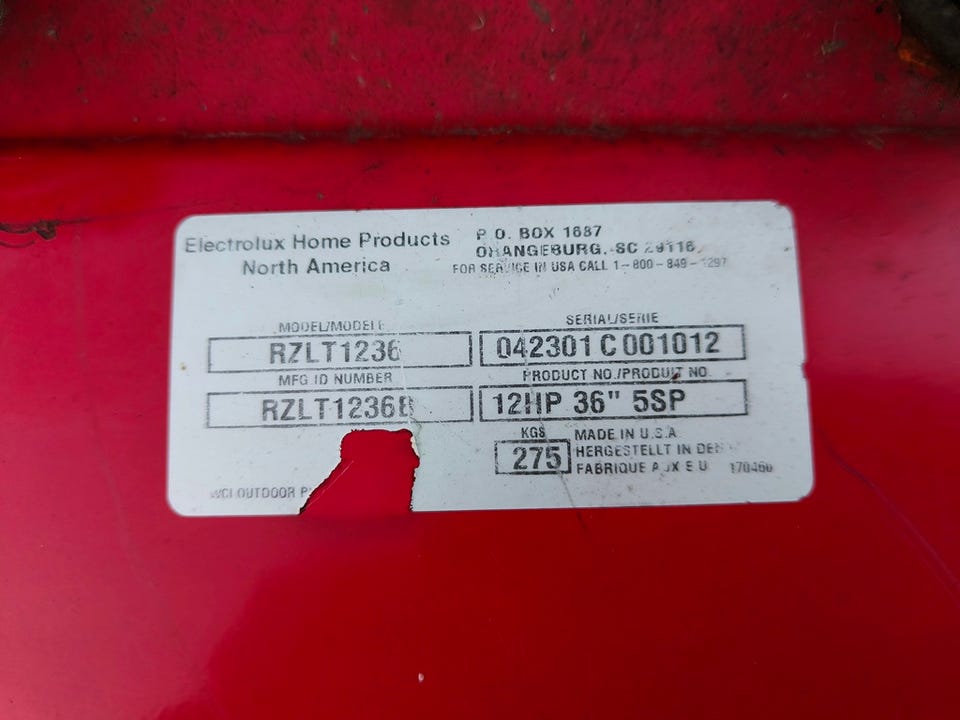 Electrolux Home Products
North America
P.O. BOX 1687
ORANGEBURG, SC 29116
FOR SERVICE IN USA CALL 1-800-849-1297
MODEL/MODELE
RZLT1236
SERIAL/SERIE
042301 C 001012
MFG ID NUMBER
RZLT1236B
PRODUCT NO./PRODUIT NO.
12HP 36" 5SP
KGS
275
MADE IN U.S.A
HERGESTELLT IN DEN
FABRIQUE AUX E.U
170460
WCI OUTDOOR